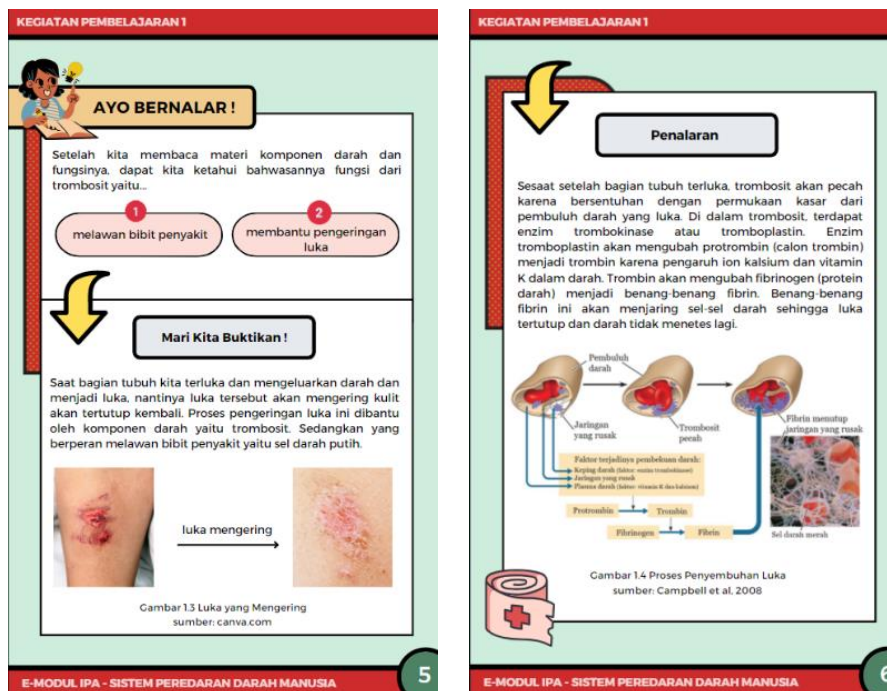 KEGIATAN PEMBELAJARAN 1
AYO BERNALAR !
Setelah kita membaca materi komponen darah dan
fungsinya, dapat kita ketahui bahwasannya fungsi dari
trombosit yaitu...
1
melawan bibit penyakit
2
membantu pengeringan
luka
Mari Kita Buktikan !
Saat bagian tubuh kita terluka dan mengeluarkan darah dan
menjadi luka, nantinya luka tersebut akan mengering kulit
akan tertutup kembali. Proses pengeringan luka ini dibantu
oleh komponen darah yaitu trombosit. Sedangkan yang
berperan melawan bibit penyakit yaitu sel darah putih.
luka mengering
Gambar 1.3 Luka yang Mengering
sumber: canva.com
E-MODUL IPA - SISTEM PEREDARAN DARAH MANUSIA
5
KEGIATAN PEMBELAJARAN 1
Penalaran
Sesaat setelah bagian tubuh terluka, trombosit akan pecah
karena bersentuhan dengan permukaan kasar dari
pembuluh darah yang luka. Di dalam trombosit, terdapat
enzim trombokinase atau tromboplastin. Enzim
tromboplastin akan mengubah protrombin (calon trombin)
menjadi trombin karena pengaruh ion kalsium dan vitamin
K dalam darah. Trombin akan mengubah fibrinogen (protein
darah) menjadi benang-benang fibrin. Benang-benang
fibrin ini akan menjaring sel-sel darah sehingga luka
tertutup dan darah tidak menetes lagi.
Pembuluh
darah
Jaringan
yang rusak
Trombosit
pecah
Fibrin menutup
jaringan yang rusak
Faktor terjadinya pembekuan darah:
Keping darah (faktor: enzim trombokinase)
Jaringan yang rusak
Plasma darah (faktor: vitamin K dan kalsium)
Protrombin
Trombin
Fibrinogen
Fibrin
Sel darah merah
Gambar 1.4 Proses Penyembuhan Luka
sumber: Campbell et al, 2008
E-MODUL IPA - SISTEM PEREDARAN DARAH MANUSIA
6